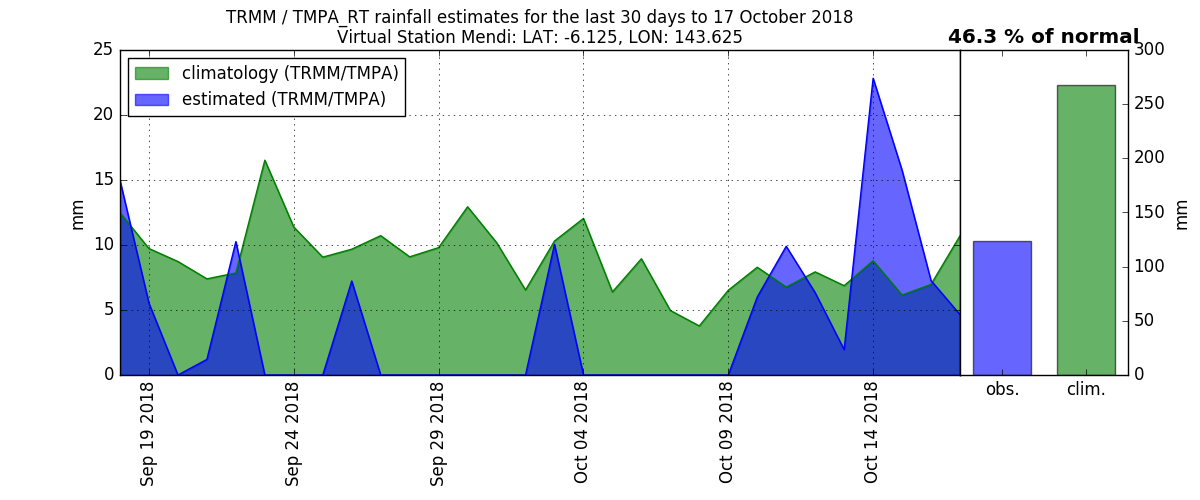 TRMM / TMPA_RT rainfall estimates for the last 30 days to 17 October 2018
Virtual Station Mendi: LAT: -6.125, LON: 143.625
46.3 % of normal
climatology (TRMM/TMPA)
estimated (TRMM/TMPA)
25
20
15
10
5
0
mm
Sep 19 2018
Sep 24 2018
Sep 29 2018
Oct 04 2018
Oct 09 2018
Oct 14 2018
300
250
200
150
100
50
0
mm
obs.
clim.